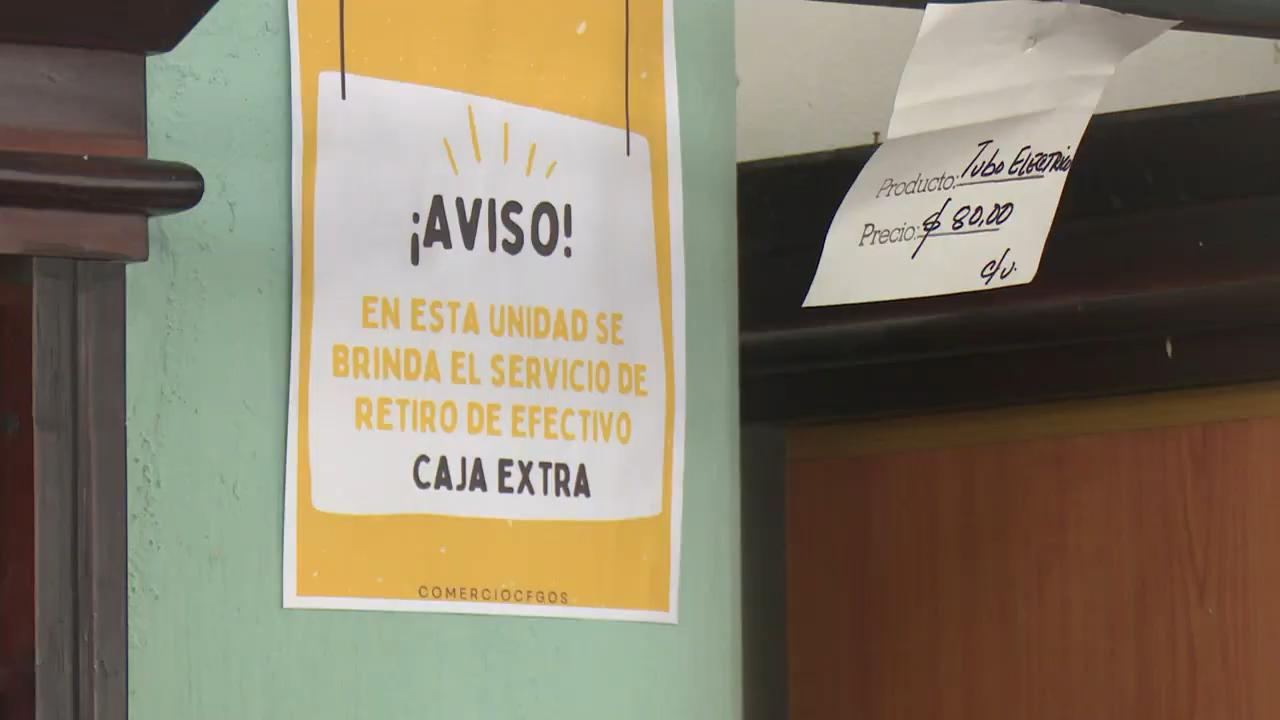 ¡AVISO!
EN ESTA UNIDAD SE
BRINDA EL SERVICIO DE
RETIRO DE EFECTIVO
CAJA EXTRA
COMERCIOCFGOS
Producto: Tubo ELECTRICO
Precio: $ 80.00
c/u.